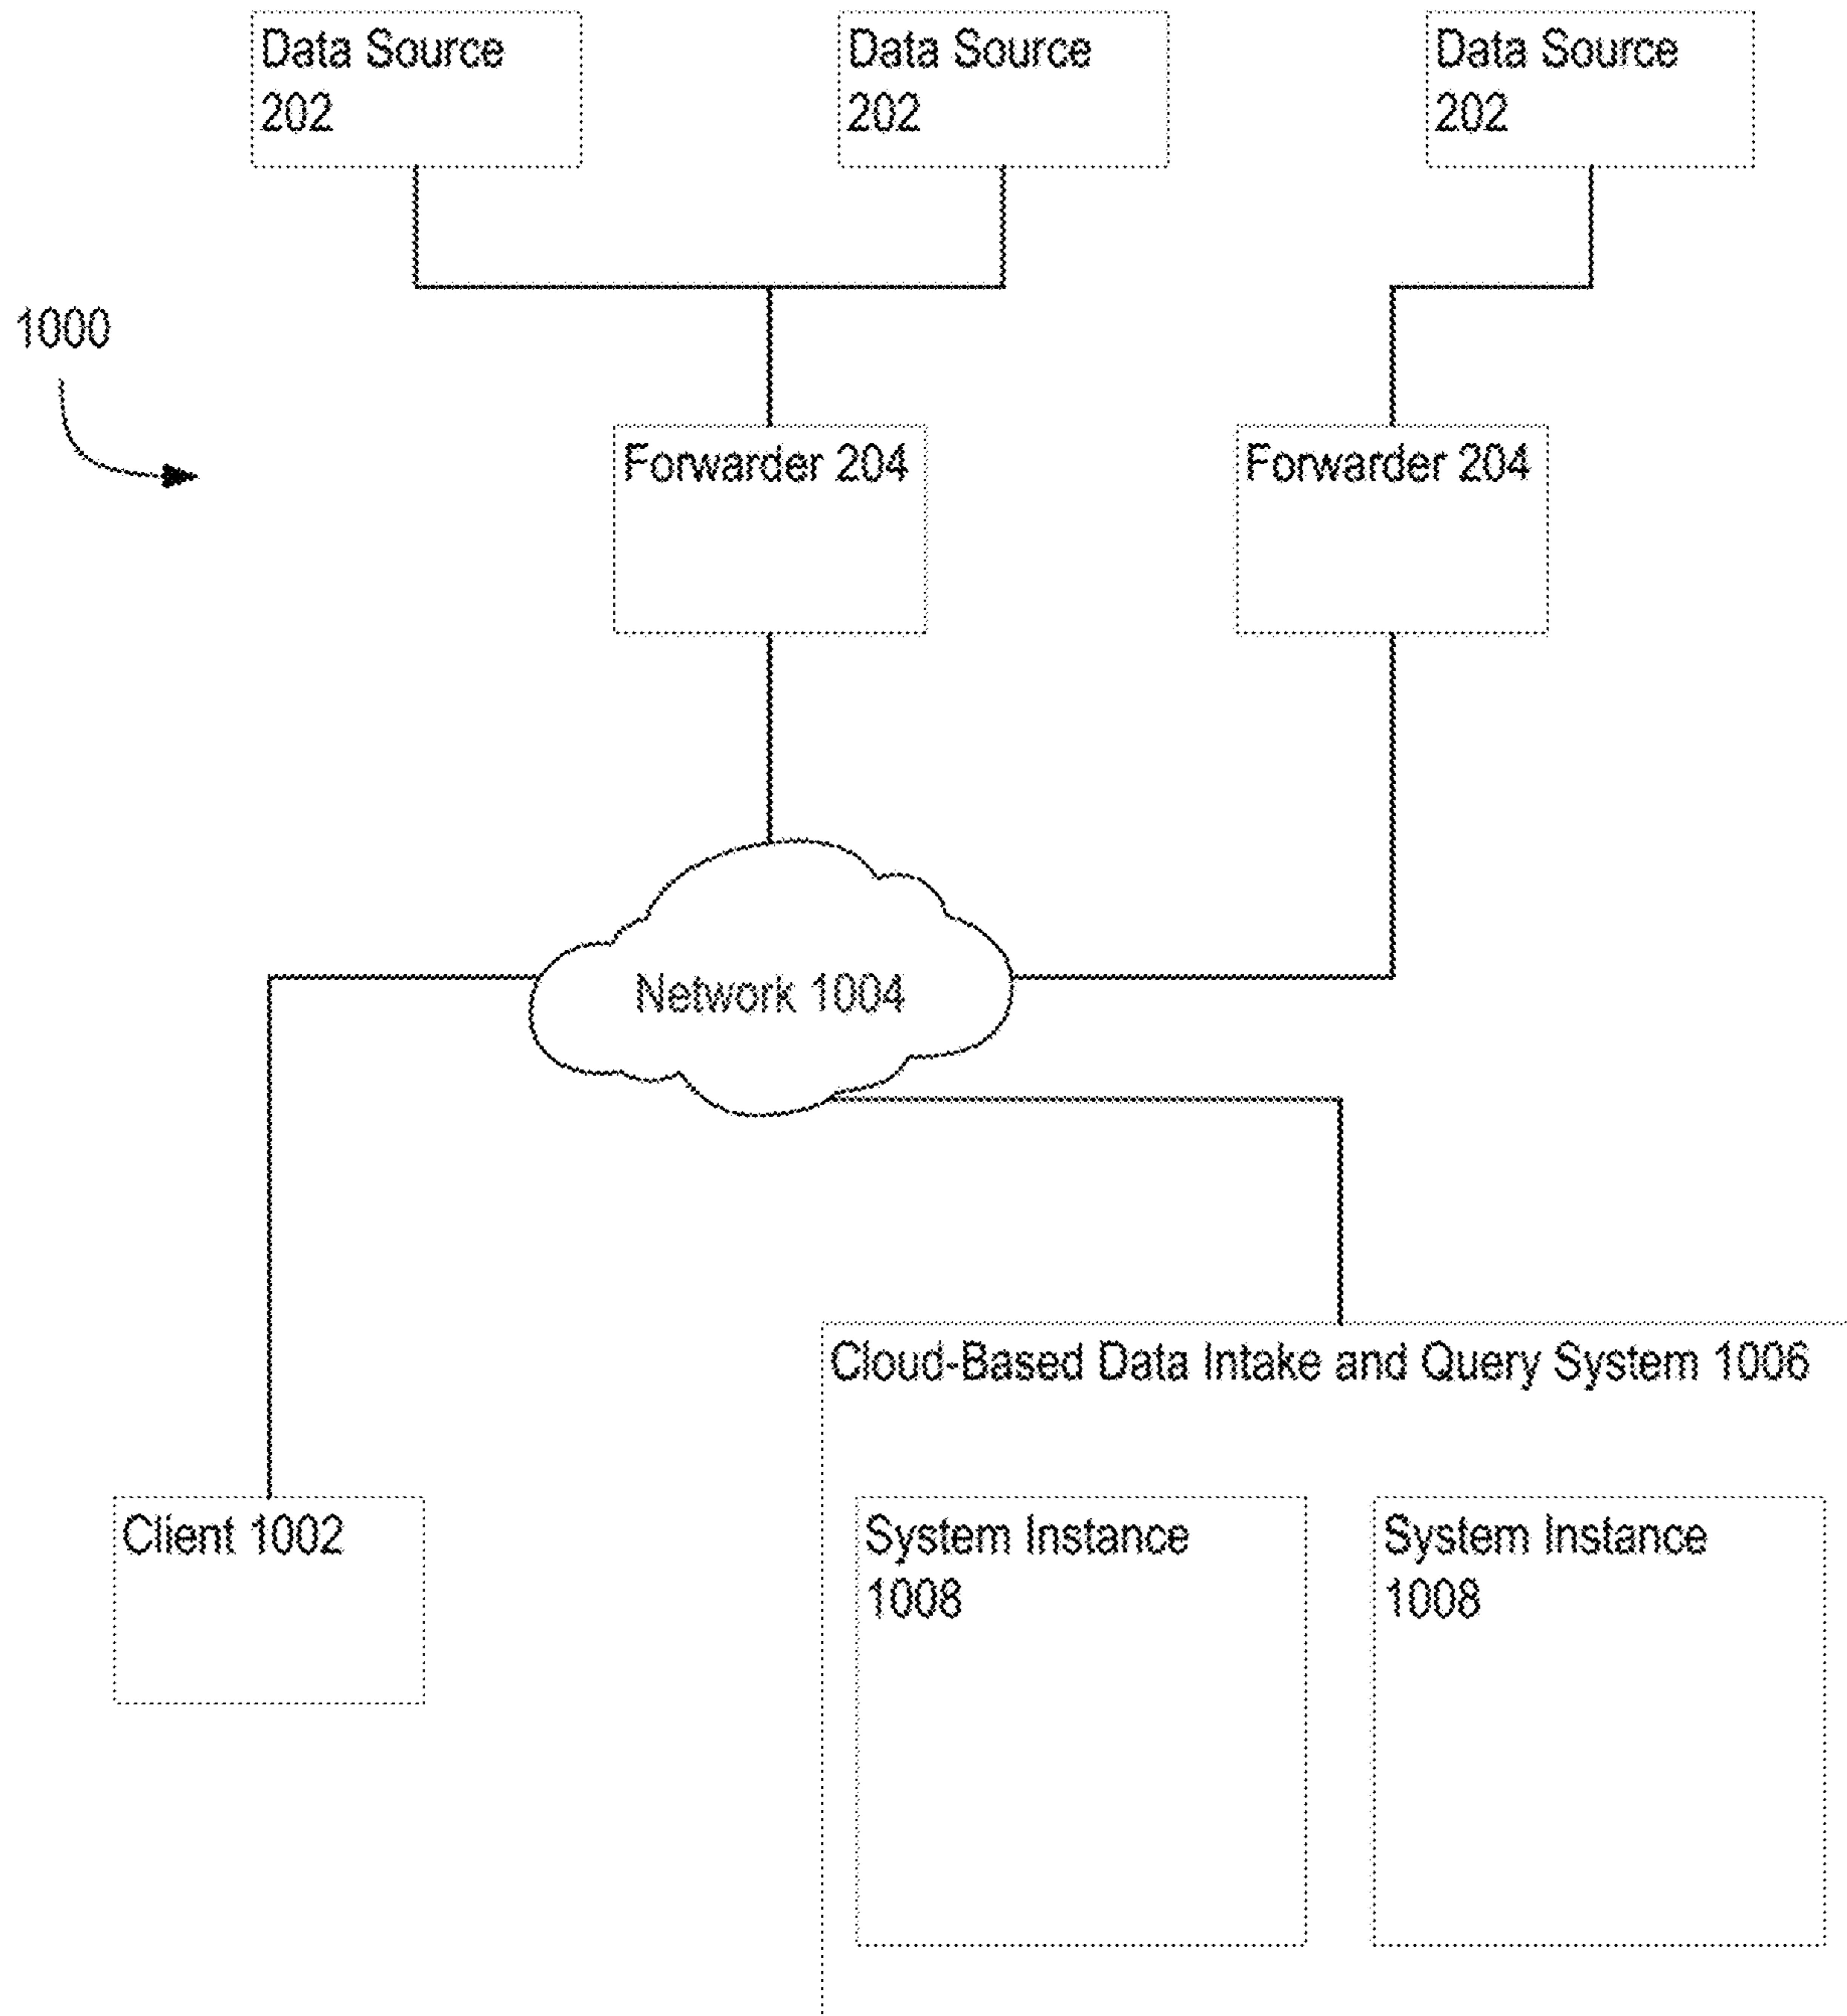 Data Source
202
Data Source
202
Data Source
202
1000
Forwarder 204
Forwarder 204
Network 1004
Cloud-Based Data Intake and Query System 1006
Client 1002
System Instance
1008
System Instance
1008